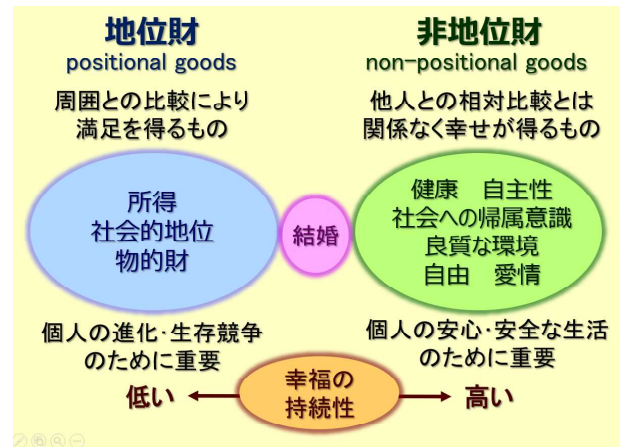 地位財
positional goods
周囲との比較により
満足を得るもの
所得
社会的地位
物的財
個人の進化・生存競争
のために重要
結婚
非地位財
non-positional goods
他人との相対比較とは
関係なく幸せが得るもの
健康 自主性
社会への帰属意識
良質な環境
自由 愛情
個人の安心・安全な生活
のために重要
低い
幸福の
持続性
高い